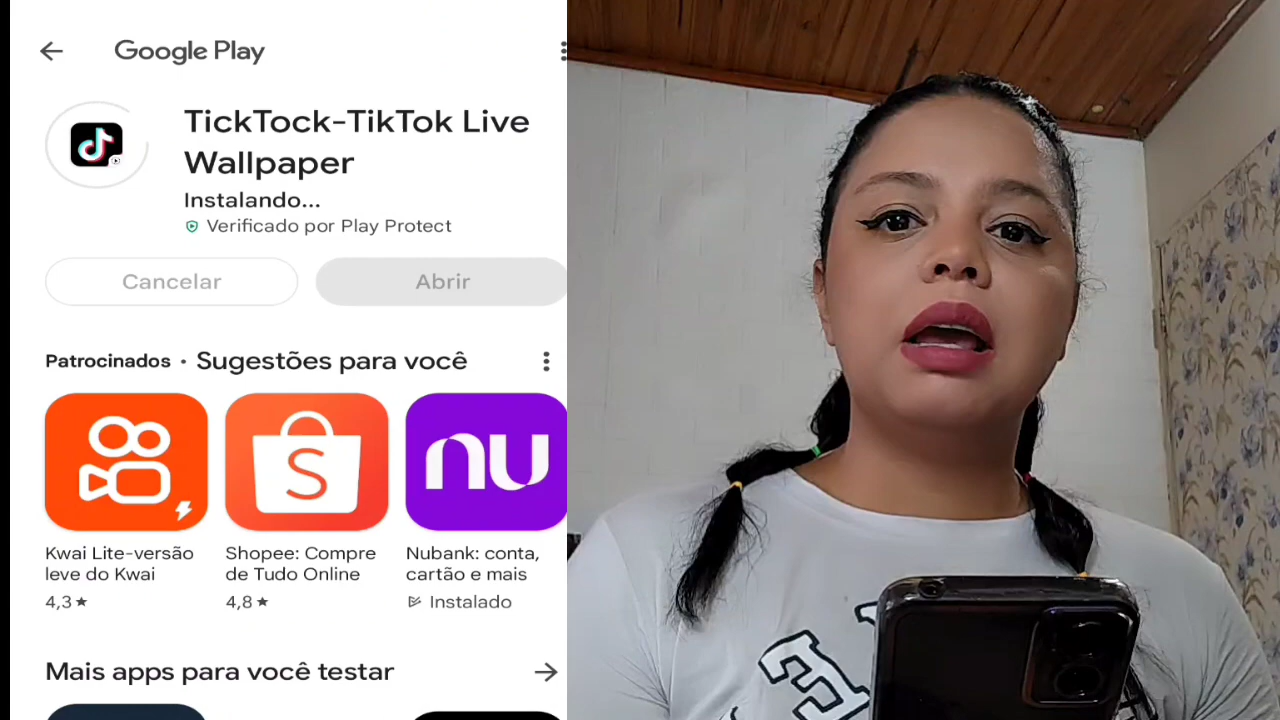 Google Play
TickTock-TikTok Live
Wallpaper
Instalando...
Verificado por Play Protect
Cancelar
Abrir
Patrocinados • Sugestões para você
S
nu
Kwai Lite-versão
leve do Kwai
Shopee: Compre
de Tudo Online
Nubank: conta,
cartão e mais
4,3★
4,8★
Instalado
Mais apps para você testar